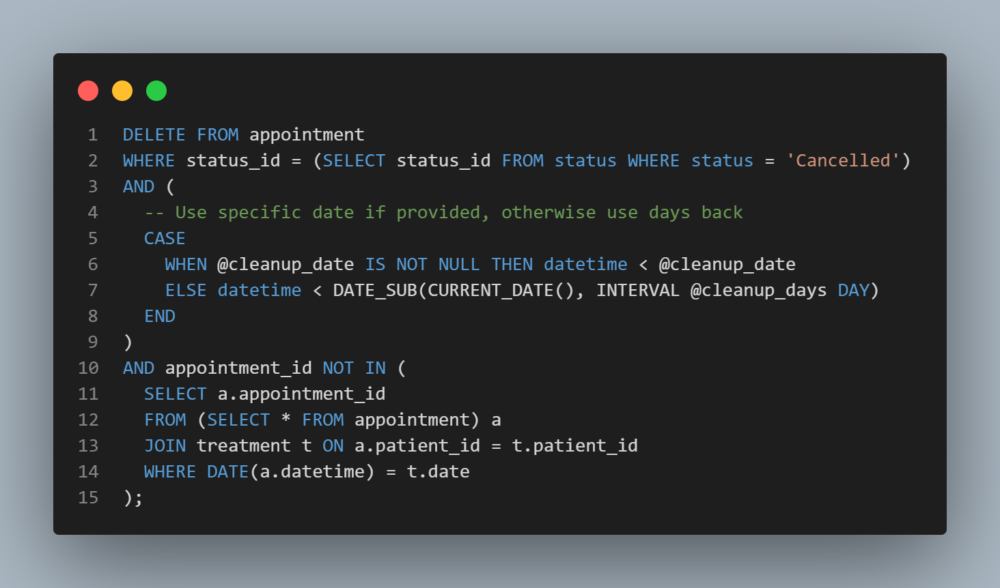 1 DELETE FROM appointment
2 WHERE status_id = (SELECT status_id FROM status WHERE status = 'Cancelled')
3 AND (
4   -- Use specific date if provided, otherwise use days back
5   CASE
6     WHEN @cleanup_date IS NOT NULL THEN datetime < @cleanup_date
7     ELSE datetime < DATE_SUB(CURRENT_DATE(), INTERVAL @cleanup_days DAY)
8   END
9 )
10 AND appointment_id NOT IN (
11   SELECT a.appointment_id
12   FROM (SELECT * FROM appointment) a
13   JOIN treatment t ON a.patient_id = t.patient_id
14   WHERE DATE(a.datetime) = t.date
15 );